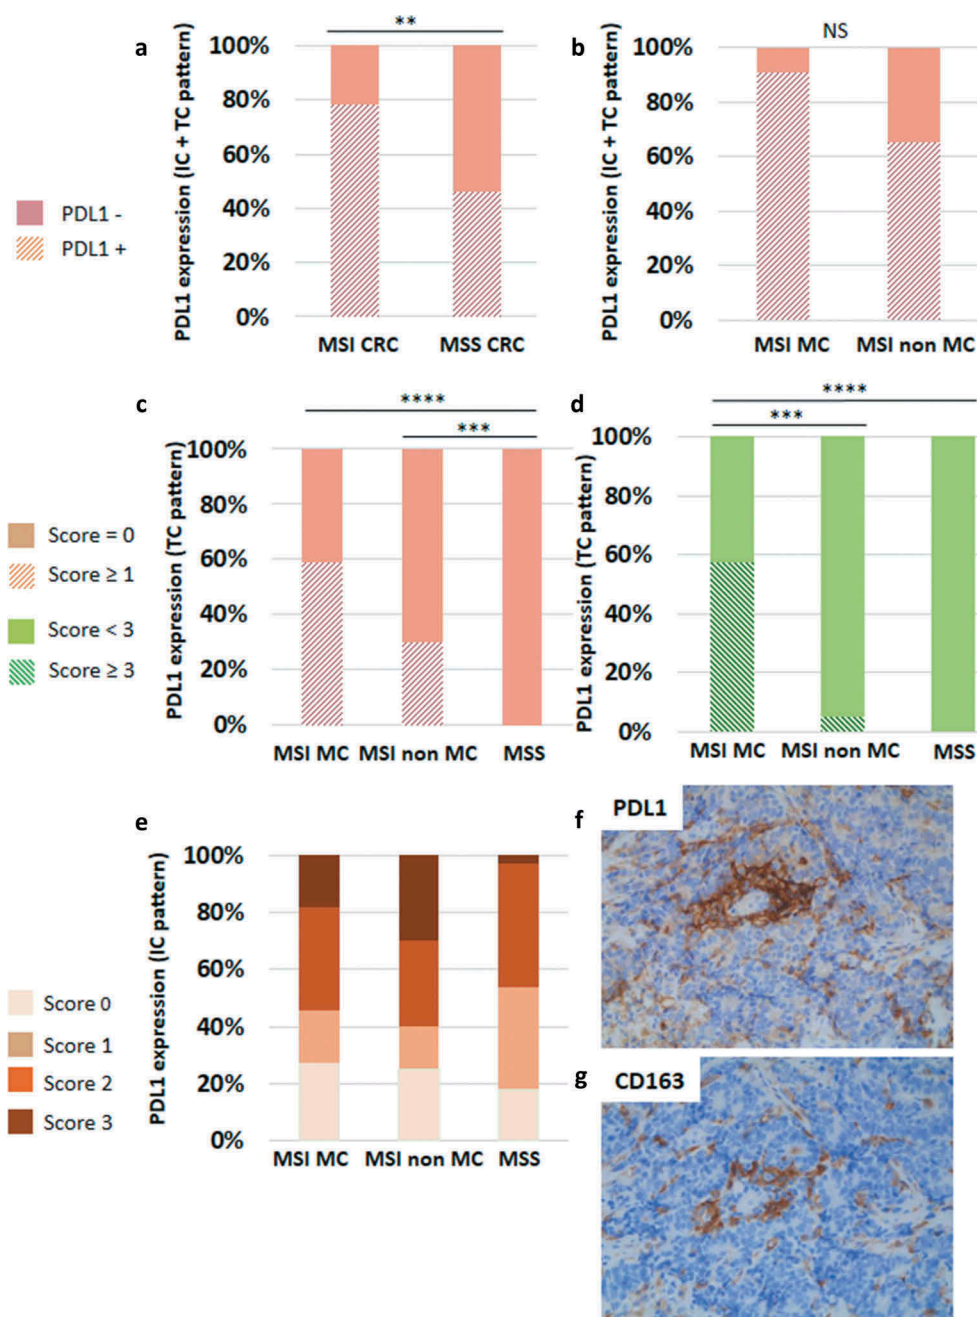 a
**
PDL1 expression (IC + TC pattern)
100%
80%
60%
40%
20%
0%
MSI CRC
MSS CRC
b
NS
PDL1 expression (IC + TC pattern)
100%
80%
60%
40%
20%
0%
MSI MC
MSI non MC
PDL1 -
PDL1 +
c
****
***
PDL1 expression (TC pattern)
100%
80%
60%
40%
20%
0%
MSI MC
MSI non MC
MSS
d
****
***
PDL1 expression (TC pattern)
100%
80%
60%
40%
20%
0%
MSI MC
MSI non MC
MSS
Score = 0
Score ≥ 1
Score < 3
Score ≥ 3
e
PDL1 expression (IC pattern)
100%
80%
60%
40%
20%
0%
MSI MC
MSI non MC
MSS
Score 0
Score 1
Score 2
Score 3
f
PDL1
g
CD163